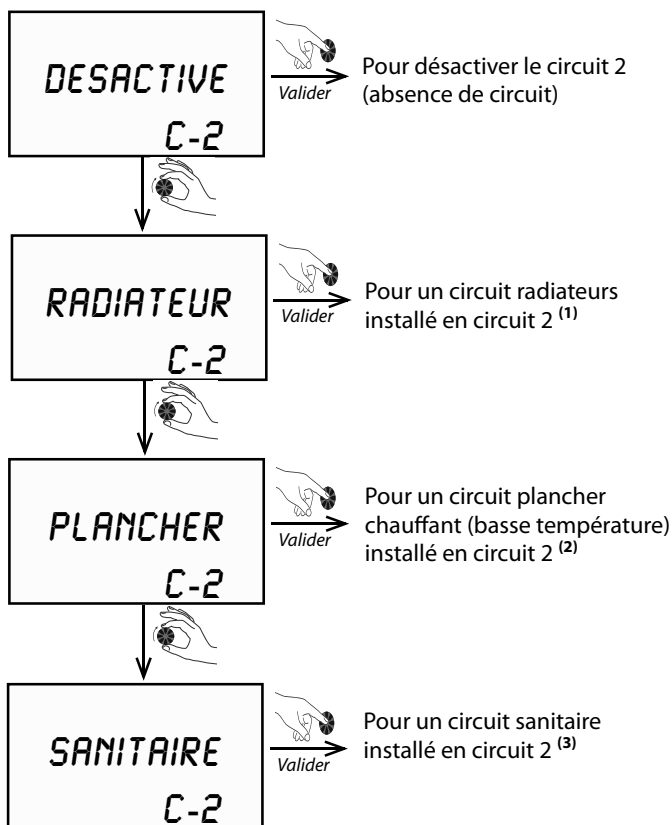 DESACTIVE
C-2
Valider
Pour désactiver le circuit 2
(absence de circuit)
RADIATEUR
C-2
Valider
Pour un circuit radiateurs
installé en circuit 2 (1)
PLANCHER
C-2
Valider
Pour un circuit plancher
chauffant (basse température)
installé en circuit 2 (2)
SANITAIRE
C-2
Valider
Pour un circuit sanitaire
installé en circuit 2 (3)